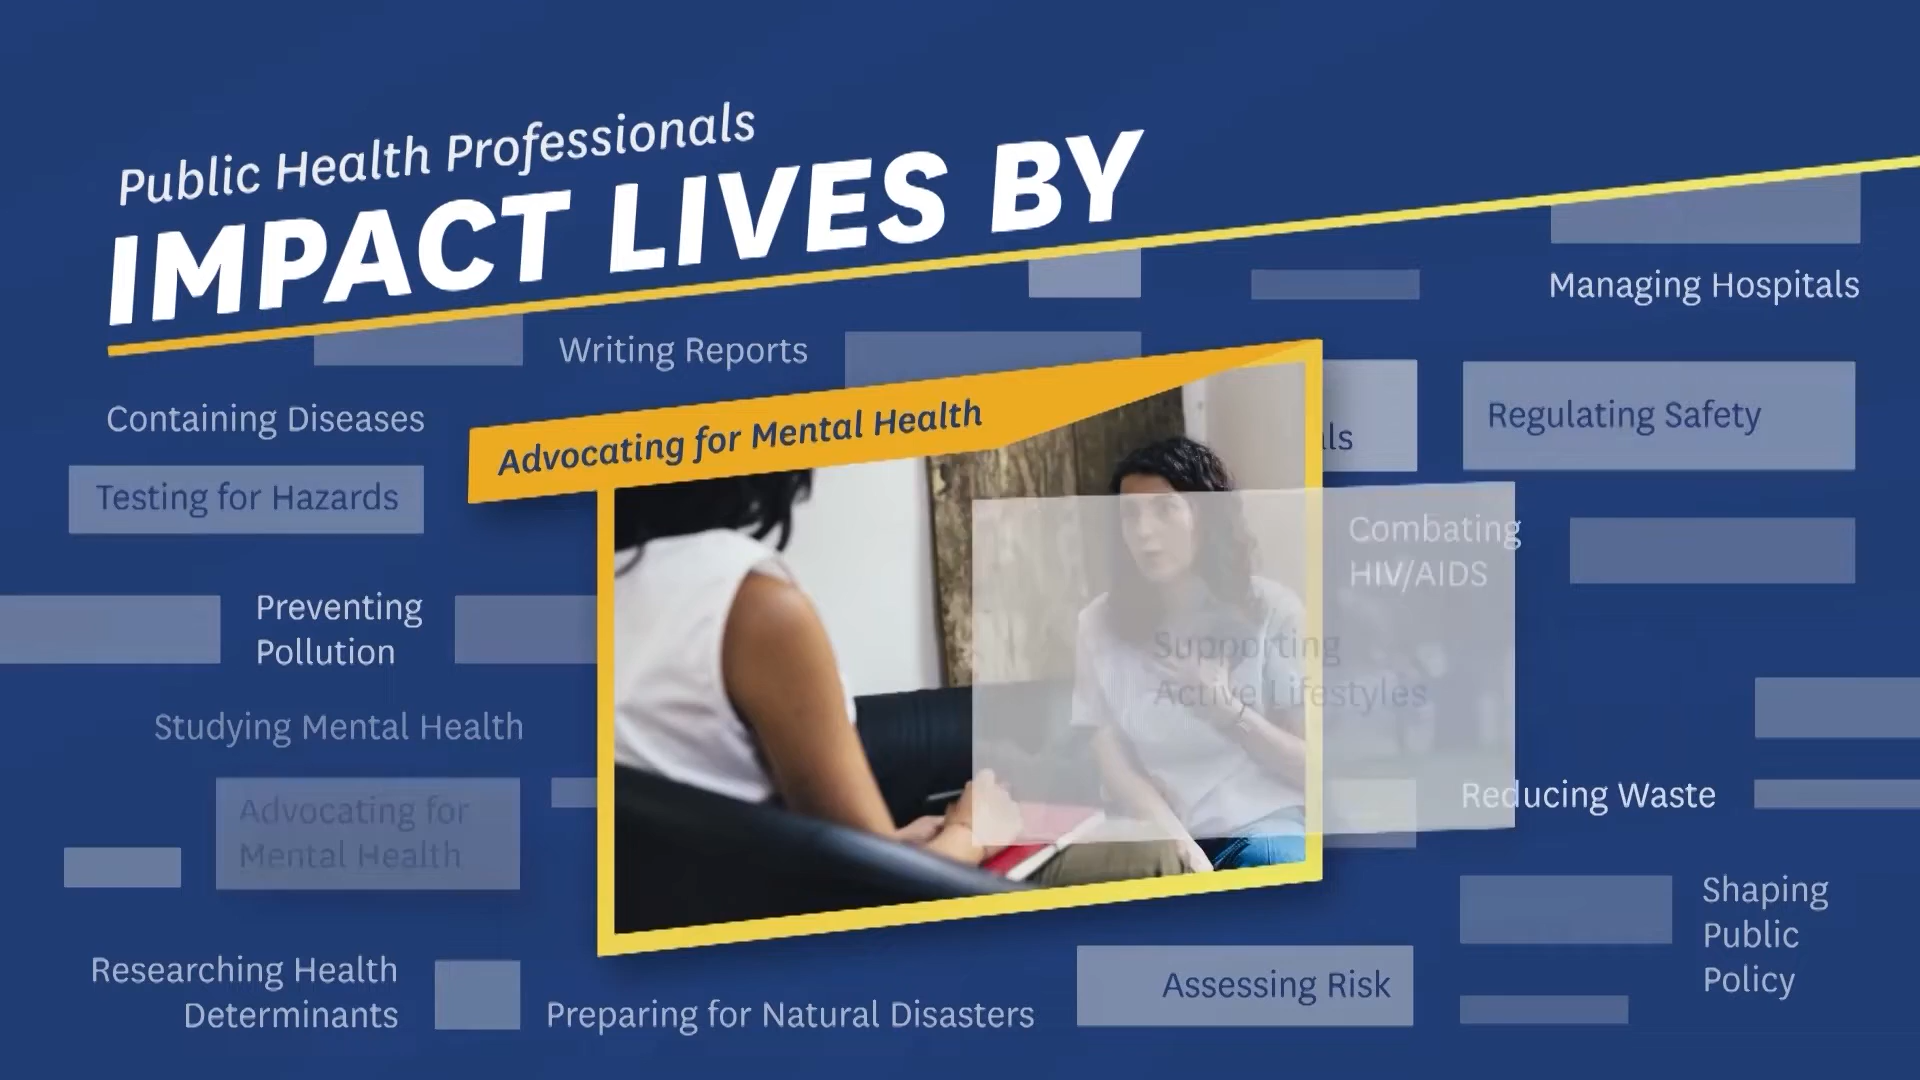 Public Health Professionals
IMPACT LIVES BY
Managing Hospitals
Writing Reports
Containing Diseases
Advocating for Mental Health
Regulating Safety
Testing for Hazards
Combating
HIV/AIDS
Preventing
Pollution
Supporting
Active Lifestyles
Studying Mental Health
Advocating for
Mental Health
Reducing Waste
Shaping
Public
Policy
Researching Health
Determinants
Preparing for Natural Disasters
Assessing Risk